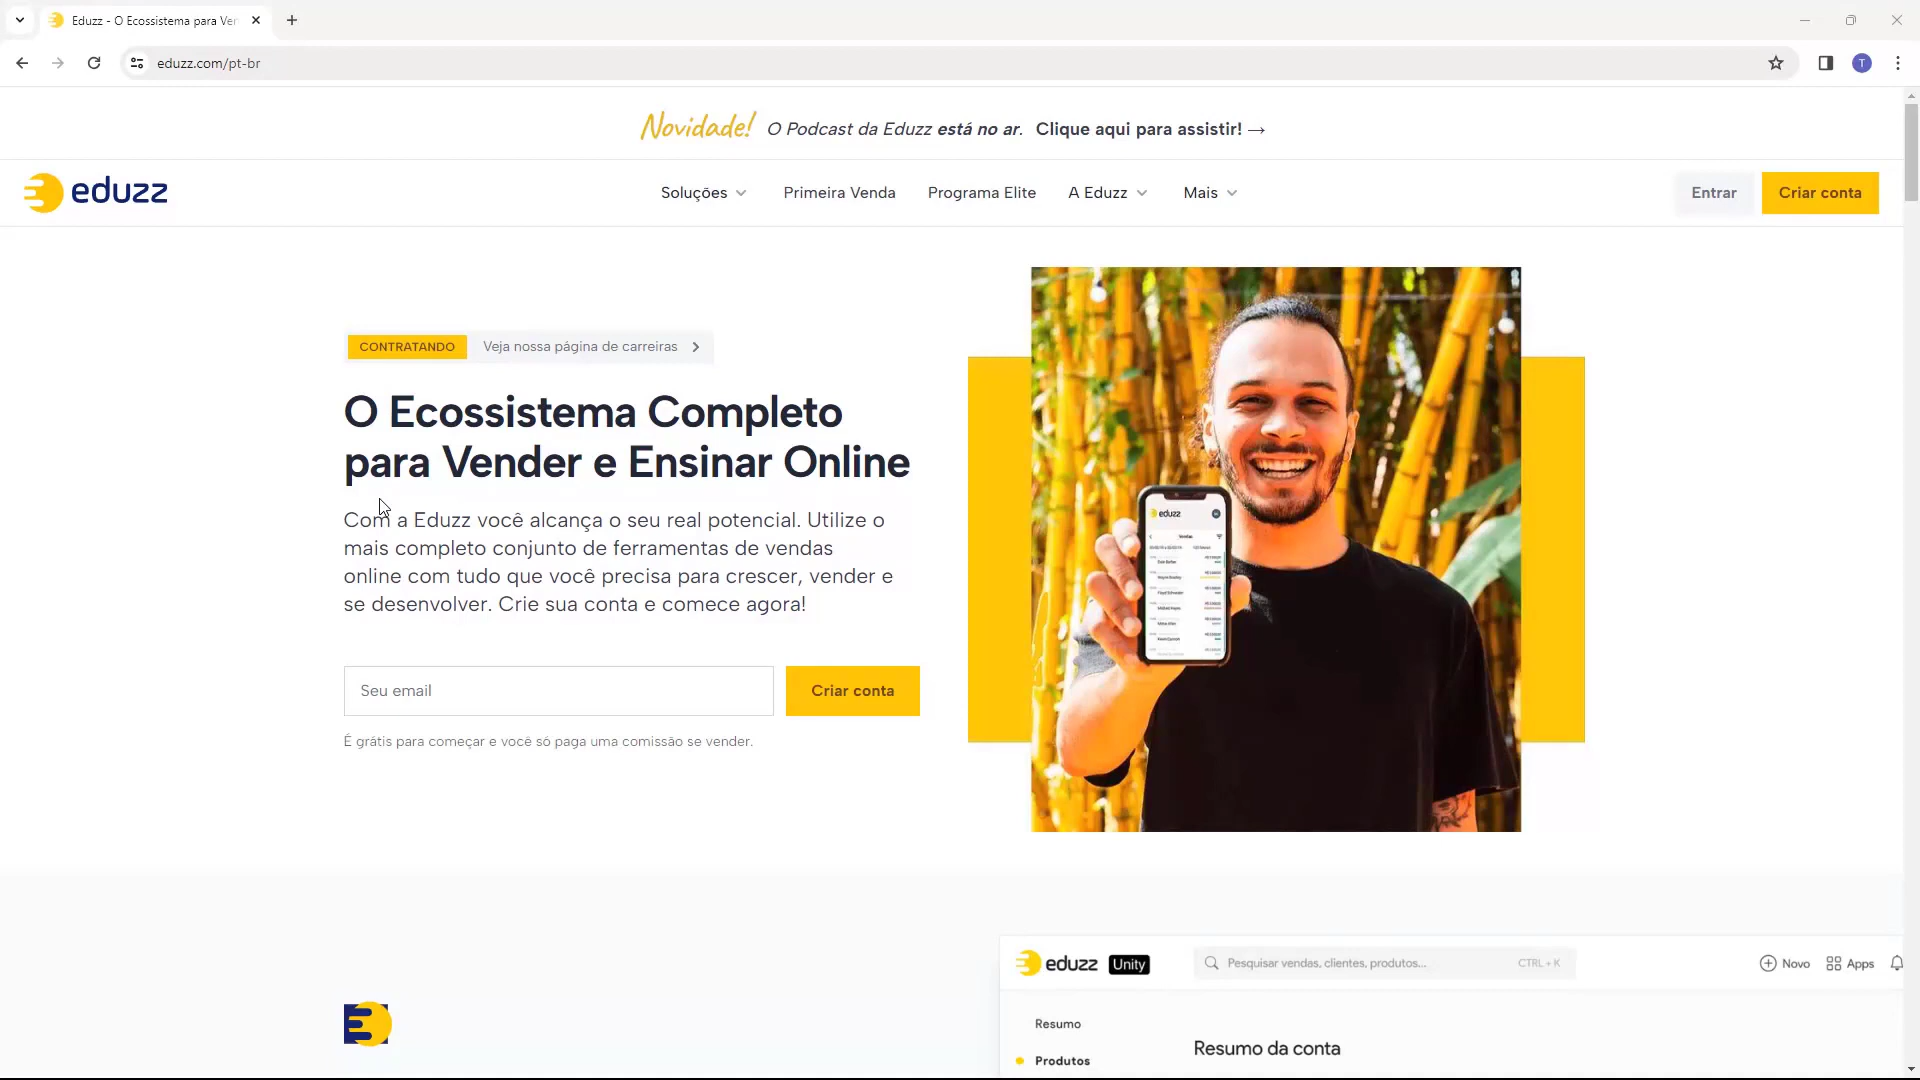 Eduzz - O Ecossistema para Ver
eduzz.com/pt-br
T
Novidade! O Podcast da Eduzz está no ar. Clique aqui para assistir! →
eduzz
Soluções
Primeira Venda
Programa Elite
A Eduzz
Mais
Entrar
Criar conta
CONTRATANDO
Veja nossa página de carreiras
O Ecossistema Completo
para Vender e Ensinar Online
Com a Eduzz você alcança o seu real potencial. Utilize o
mais completo conjunto de ferramentas de vendas
online com tudo que você precisa para crescer, vender e
se desenvolver. Crie sua conta e comece agora!
Seu email
Criar conta
É grátis para começar e você só paga uma comissão se vender.
eduzz
Vendas
eduzz Unity
Pesquisar vendas, clientes, produtos...
CTRL + K
Novo
Apps
Resumo
Resumo da conta
Produtos